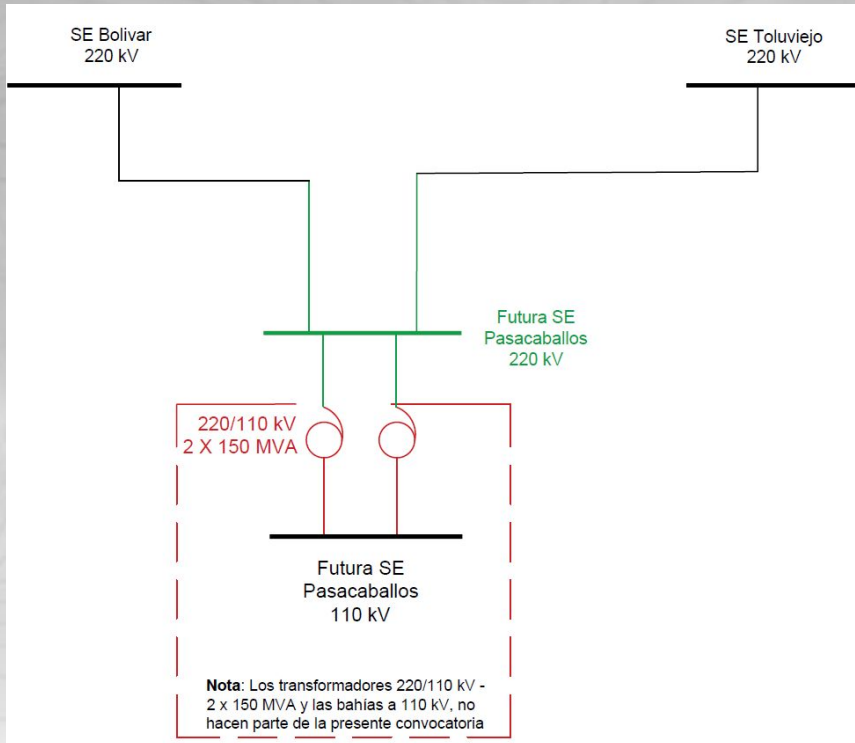 SE Bolivar
220 kV
SE Toluviejo
220 kV
Futura SE
Pasacaballos
220 kV
220/110 kV
2 X 150 MVA
Futura SE
Pasacaballos
110 kV
Nota: Los transformadores 220/110 kV -
2 x 150 MVA y las bahías a 110 kV, no
hacen parte de la presente convocatoria